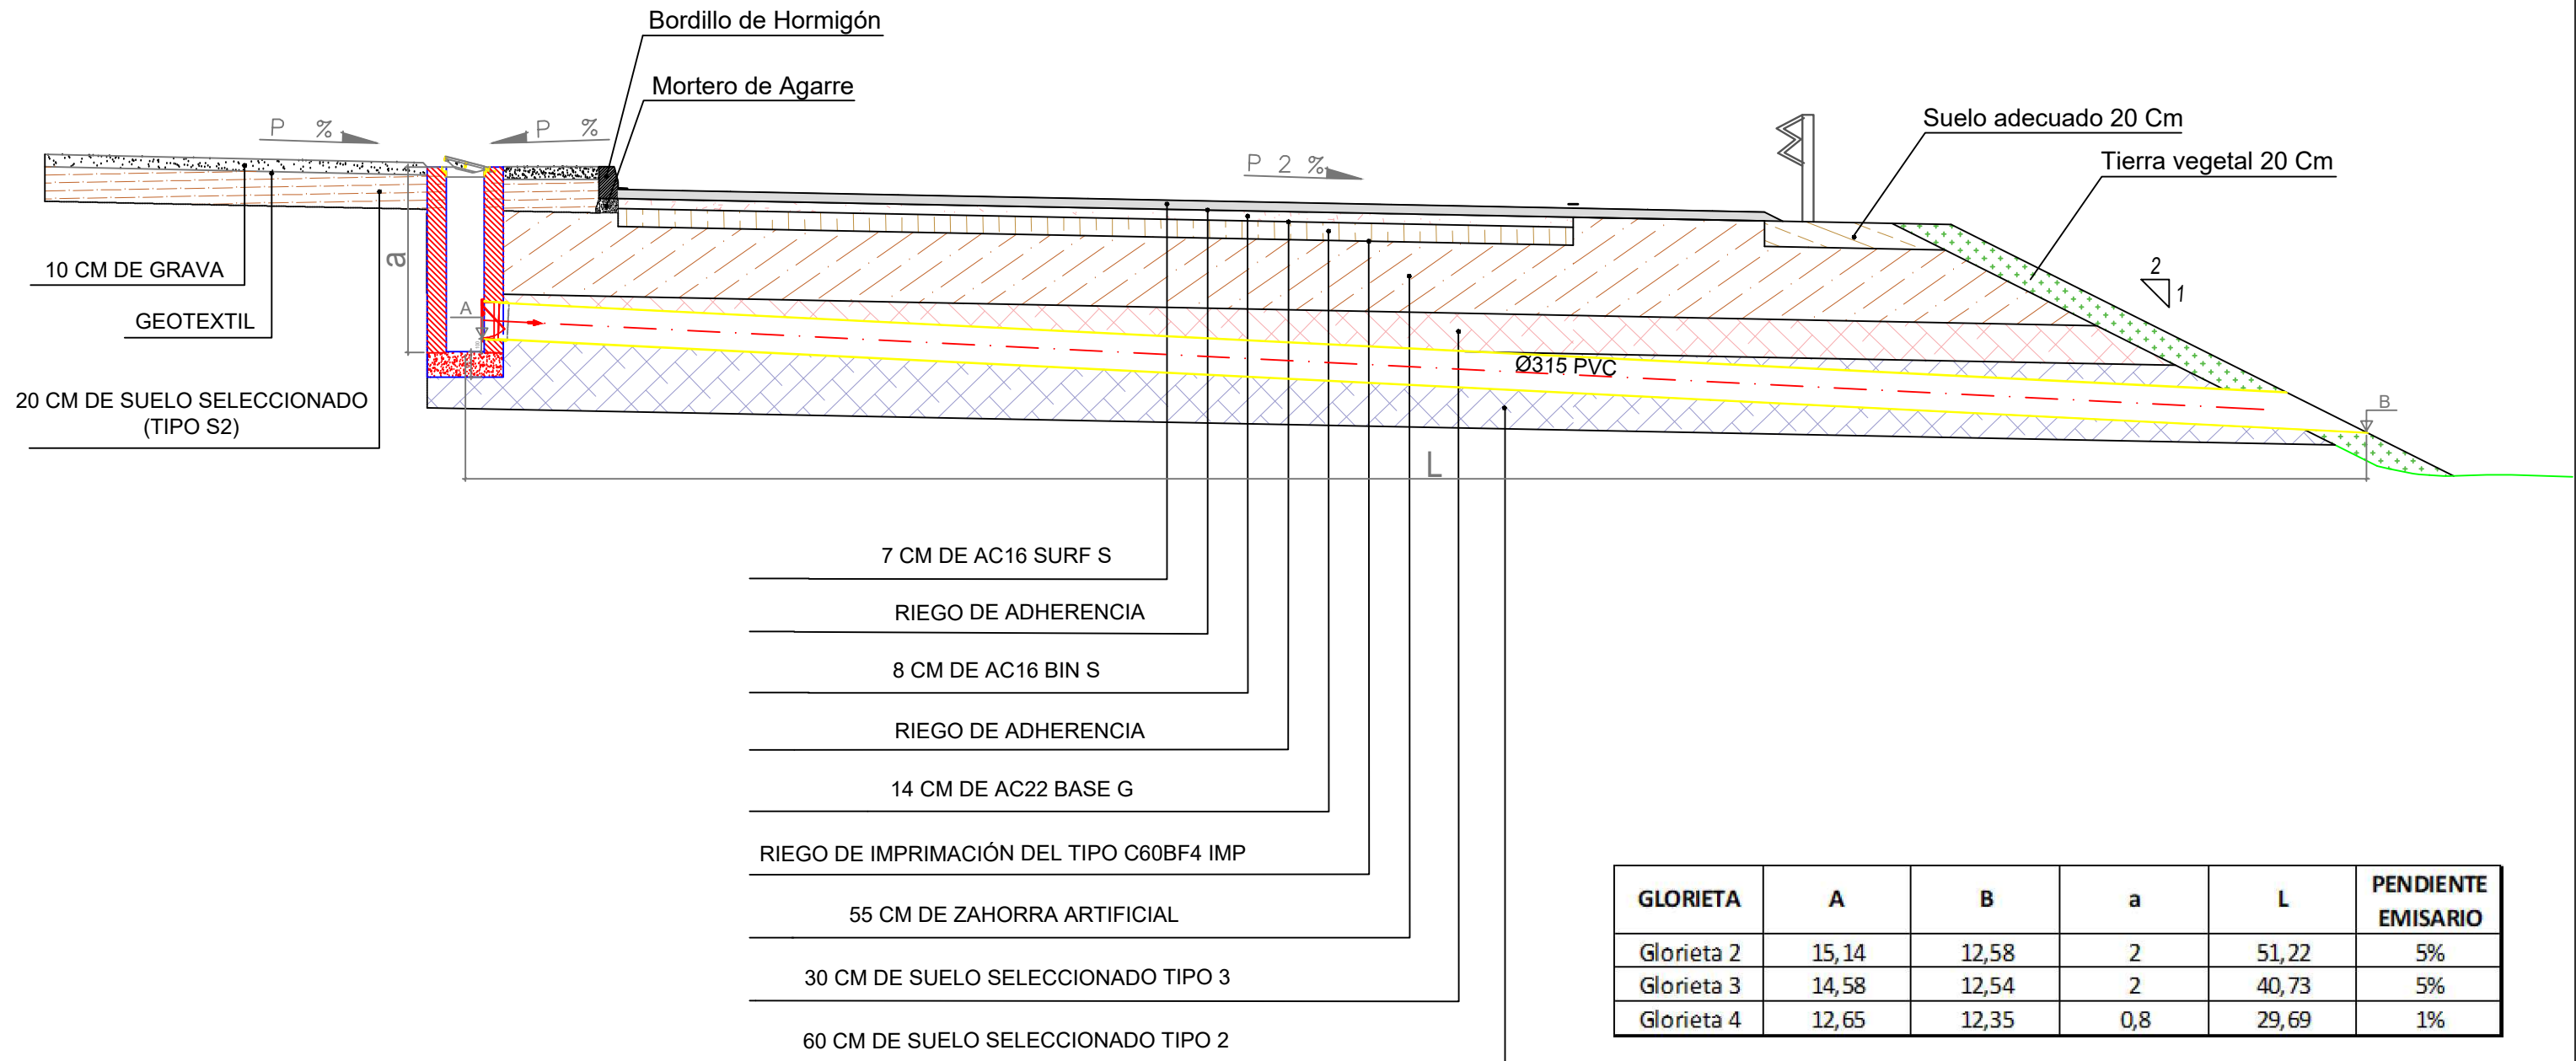 Bordillo de Hormigón
Mortero de Agarre
P %
P %
P 2 %
Suelo adecuado 20 Cm
Tierra vegetal 20 Cm
2
1
a
A
10 CM DE GRAVA
GEOTEXTIL
20 CM DE SUELO SELECCIONADO
(TIPO S2)
Ø315 PVC
B
L
7 CM DE AC16 SURF S
RIEGO DE ADHERENCIA
8 CM DE AC16 BIN S
RIEGO DE ADHERENCIA
14 CM DE AC22 BASE G
RIEGO DE IMPRIMACIÓN DEL TIPO C60BF4 IMP
55 CM DE ZAHORRA ARTIFICIAL
30 CM DE SUELO SELECCIONADO TIPO 3
60 CM DE SUELO SELECCIONADO TIPO 2
GLORIETA A B a L PENDIENTE EMISARIO
Glorieta 2 15,14 12,58 2 51,22 5%
Glorieta 3 14,58 12,54 2 40,73 5%
Glorieta 4 12,65 12,35 0,8 29,69 1%